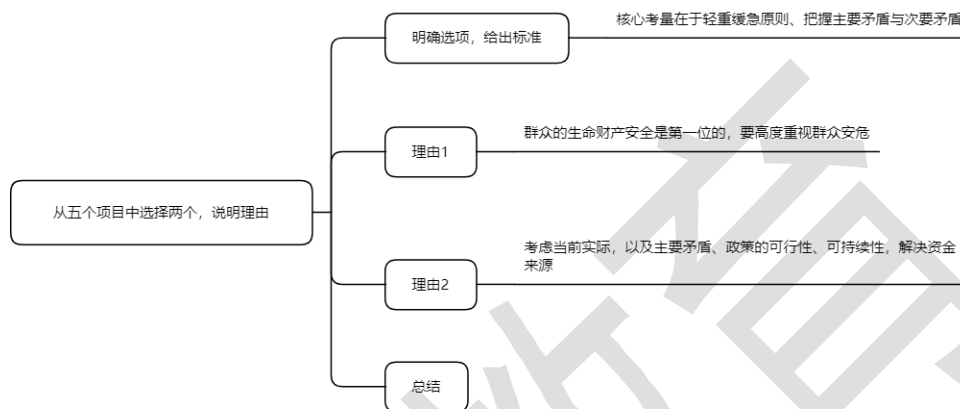 核心考量在于轻重缓急原则、把握主要矛盾与次要矛盾
明确选项，给出标准
群众的生命财产安全是第一位的，要高度重视群众安危
理由1
从五个项目中选择两个，说明理由
考虑当前实际，以及主要矛盾、政策的可行性、可持续性，解决资金
来源
理由2
总结